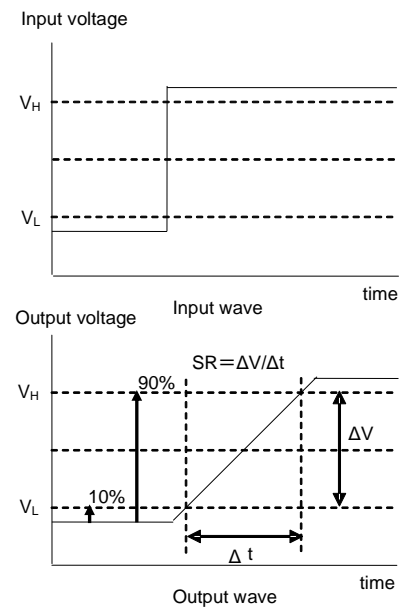 Input voltage
VH
VL
time
Input wave
Output voltage
SR=ΔV/Δt
90%
VH
ΔV
10%
VL
Δ t
time
Output wave